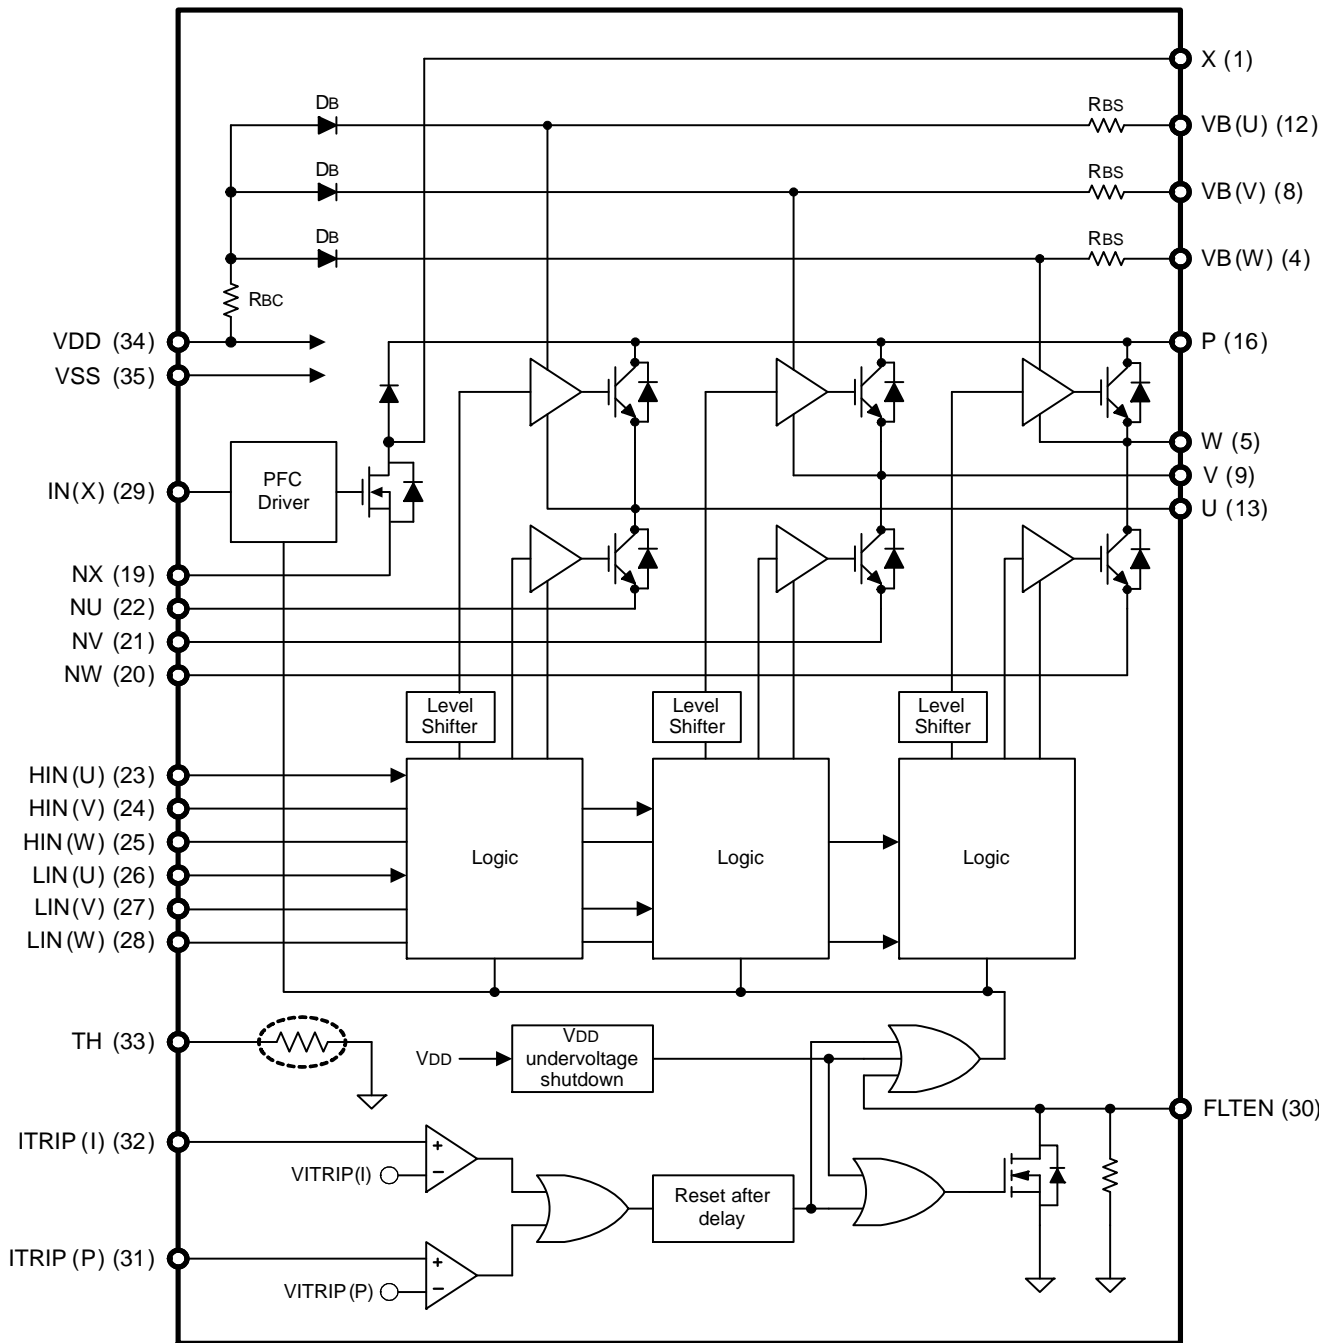 X (1)
DB
RBS
VB(U) (12)
DB
RBS
VB(V) (8)
DB
RBS
VB(W) (4)
RBC
VDD (34)
P (16)
VSS (35)
W (5)
PFC
Driver
IN(X) (29)
V (9)
U (13)
NX (19)
NU (22)
NV (21)
NW (20)
Level
Shifter
Level
Shifter
Level
Shifter
HIN(U) (23)
HIN(V) (24)
HIN(W) (25)
Logic
Logic
Logic
LIN(U) (26)
LIN(V) (27)
LIN(W) (28)
TH (33)
VDD
VDD
undervoltage
shutdown
FLTEN (30)
ITRIP(I) (32)
+
−
VITRIP(I)
Reset after
delay
ITRIP(P) (31)
+
−
VITRIP(P)